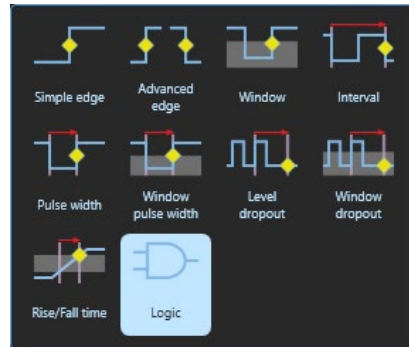 Simple edge
Advanced
edge
Window
Interval
Pulse width
Window
pulse width
Level
dropout
Window
dropout
Rise/Fall time
Logic